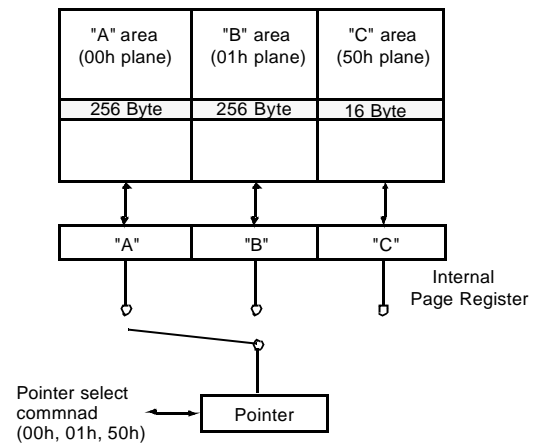 "A" area
(00h plane)
"B" area
(01h plane)
"C" area
(50h plane)
256 Byte
256 Byte
16 Byte
"A"
"B"
"C"
Internal
Page Register
Pointer select
commnad
(00h, 01h, 50h)
Pointer